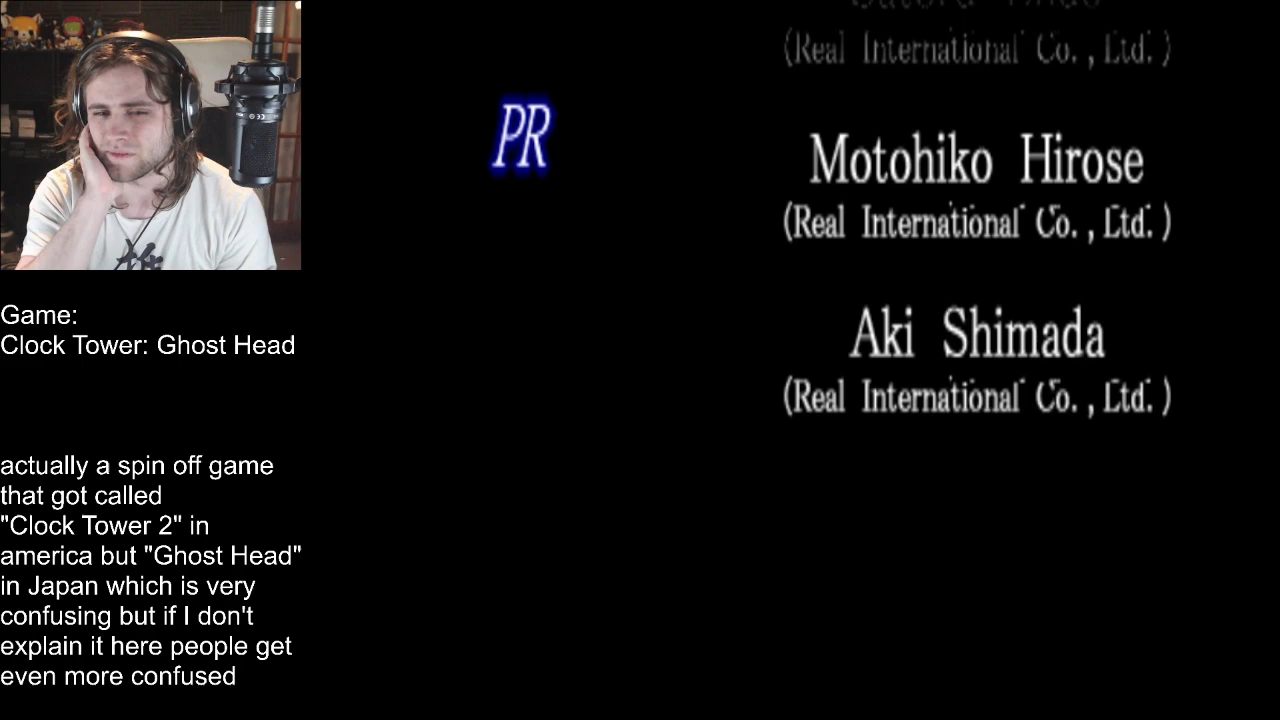 Game:
Clock Tower: Ghost Head
actually a spin off game
that got called
"Clock Tower 2" in
america but "Ghost Head"
in Japan which is very
confusing but if I don't
explain it here people get
even more confused
PR
(Real International Co., Ltd.)
Motohiko Hirose
(Real International Co., Ltd.)
Aki Shimada
(Real International Co., Ltd.)